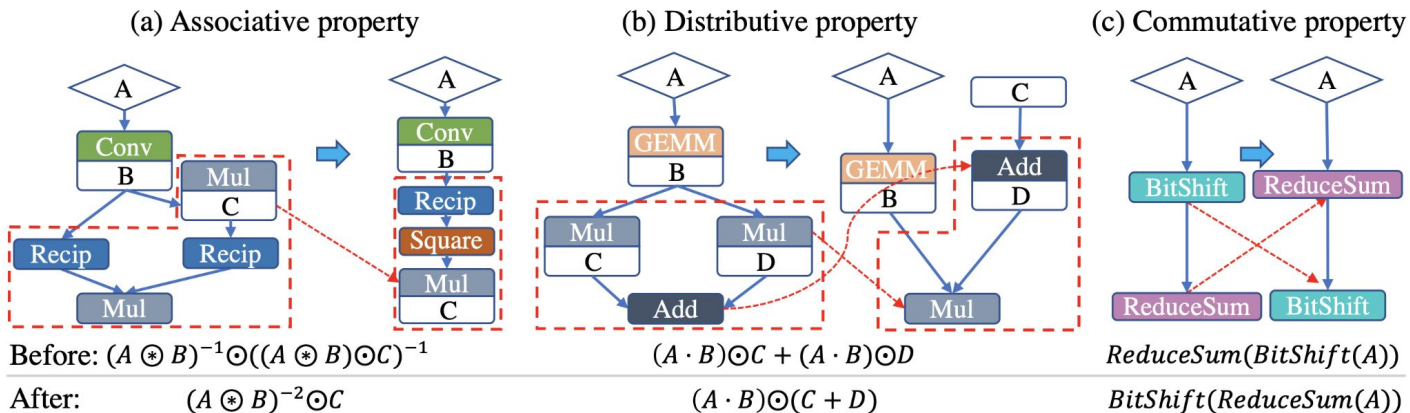 (a) Associative property
A
Conv
B
Mul
C
Recip
Recip
Mul
A
Conv
B
Recip
Square
Mul
C
(b) Distributive property
A
GEMM
B
Mul
C
Mul
D
Add
A
GEMM
B
C
Add
D
Mul
(c) Commutative property
A
BitShift
ReduceSum
A
ReduceSum
BitShift
Before: (A ⊛ B)⁻¹⊙((A ⊛ B)⊙C)⁻¹ (A · B)⊙C + (A · B)⊙D ReduceSum(BitShift(A))
After: (A ⊛ B)⁻²⊙C (A · B)⊙(C + D) BitShift(ReduceSum(A))